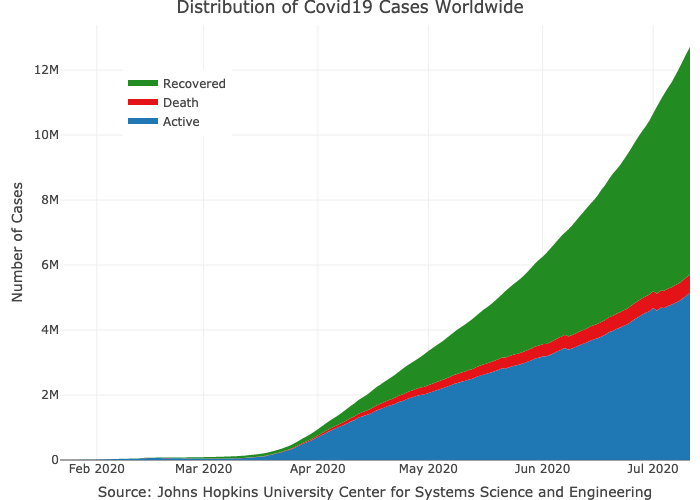 Distribution of Covid19 Cases Worldwide
12M
10M
8M
6M
4M
2M
0
Number of Cases
Recovered
Death
Active
Feb 2020
Mar 2020
Apr 2020
May 2020
Jun 2020
Jul 2020
Source: Johns Hopkins University Center for Systems Science and Engineering